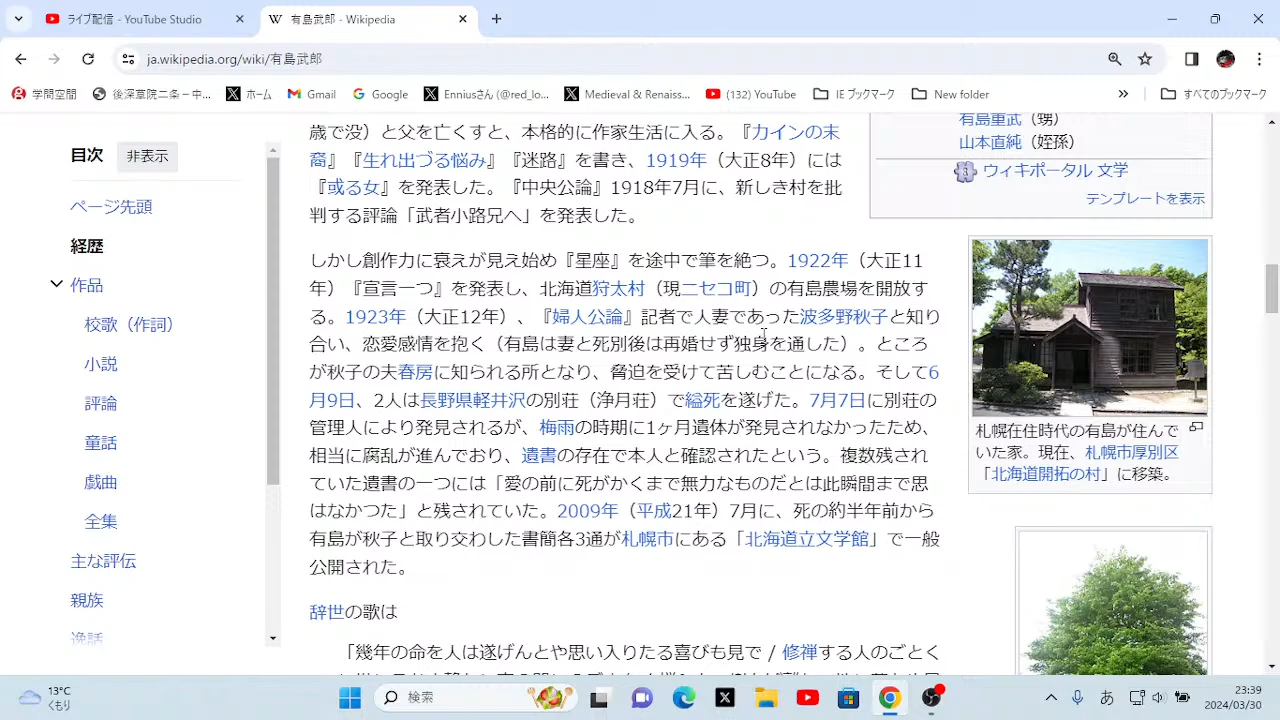 ライブ配信 - YouTube Studio
有島武郎 - Wikipedia
ja.wikipedia.org/wiki/有島武郎
学問空間
後深草院二条 – 中...
ホーム
Gmail
Google
Enniusさん (@red_lo...
Medieval & Renaiss...
(132) YouTube
IE ブックマーク
New folder
すべてのブックマーク
目次
非表示
ページ先頭
経歴
作品
校歌（作詞）
小説
評論
童話
戯曲
全集
主な評伝
親族
逸話
歳で没）と父を亡くすと、本格的に作家生活に入る。『カインの末
裔』『生れ出づる悩み』『迷路』を書き、1919年（大正8年）には
『或る女』を発表した。『中央公論』1918年7月に、新しき村を批
判する評論「武者小路兄へ」を発表した。
しかし創作力に衰えが見え始め『星座』を途中で筆を絶つ。1922年（大正11
年）『宣言一つ』を発表し、北海道狩太村（現ニセコ町）の有島農場を開放す
る。1923年（大正12年）、『婦人公論』記者で人妻であった波多野秋子と知り
合い、恋愛感情を抱く（有島は妻と死別後は再婚せず独身を通した）。ところ
が秋子の夫春房に知られる所となり、脅迫を受けて苦しむことになる。そして6
月9日、2人は長野県軽井沢の別荘（浄月荘）で縊死を遂げた。7月7日に別荘の
管理人により発見されるが、梅雨の時期に1ヶ月遺体が発見されなかったため、
相当に腐乱が進んでおり、遺書の存在で本人と確認されたという。複数残され
ていた遺書の一つには「愛の前に死がかくまで無力なものだとは此瞬間まで思
はなかつた」と残されていた。2009年（平成21年）7月に、死の約半年前から
有島が秋子と取り交わした書簡各3通が札幌市にある「北海道立文学館」で一般
公開された。
辞世の歌は
「幾年の命を人は遂げんとや思い入りたる喜びも見で / 修禅する人のごとく
有島重武（甥）
山本直純（姪孫）
ウィキポータル 文学
テンプレートを表示
札幌在住時代の有島が住んで
いた家。現在、札幌市厚別区
「北海道開拓の村」に移築。
13°C
くもり
検索
あ
23:39
2024/03/30